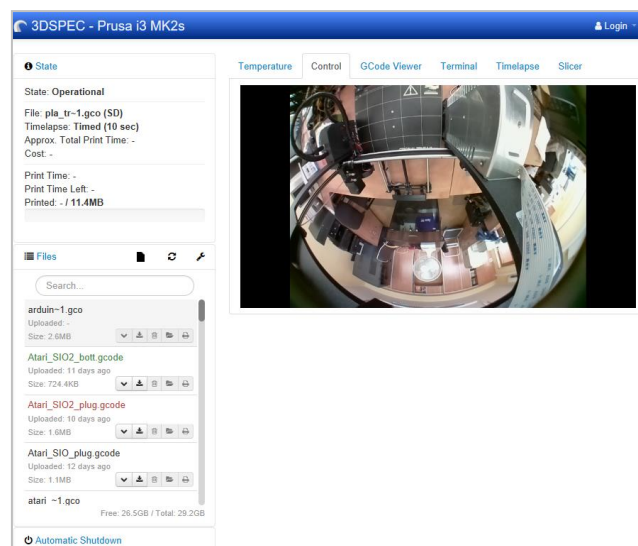 3DSPEC - Prusa i3 MK2s
Login
State
State: Operational
File: pla_tr~1.gco (SD)
Timelapse: Timed (10 sec)
Approx. Total Print Time: -
Cost: -
Print Time: -
Print Time Left: -
Printed: - / 11.4MB
Files
Search...
arduin~1.gco
Uploaded: -
Size: 2.6MB
Atari_SIO2_bott.gcode
Uploaded: 11 days ago
Size: 724.4KB
Atari_SIO2_plug.gcode
Uploaded: 10 days ago
Size: 1.6MB
Atari_SIO_plug.gcode
Uploaded: 12 days ago
Size: 1.1MB
atari_~1.gco
Free: 26.5GB / Total: 29.2GB
Automatic Shutdown
Temperature
Control
GCode Viewer
Terminal
Timelapse
Slicer